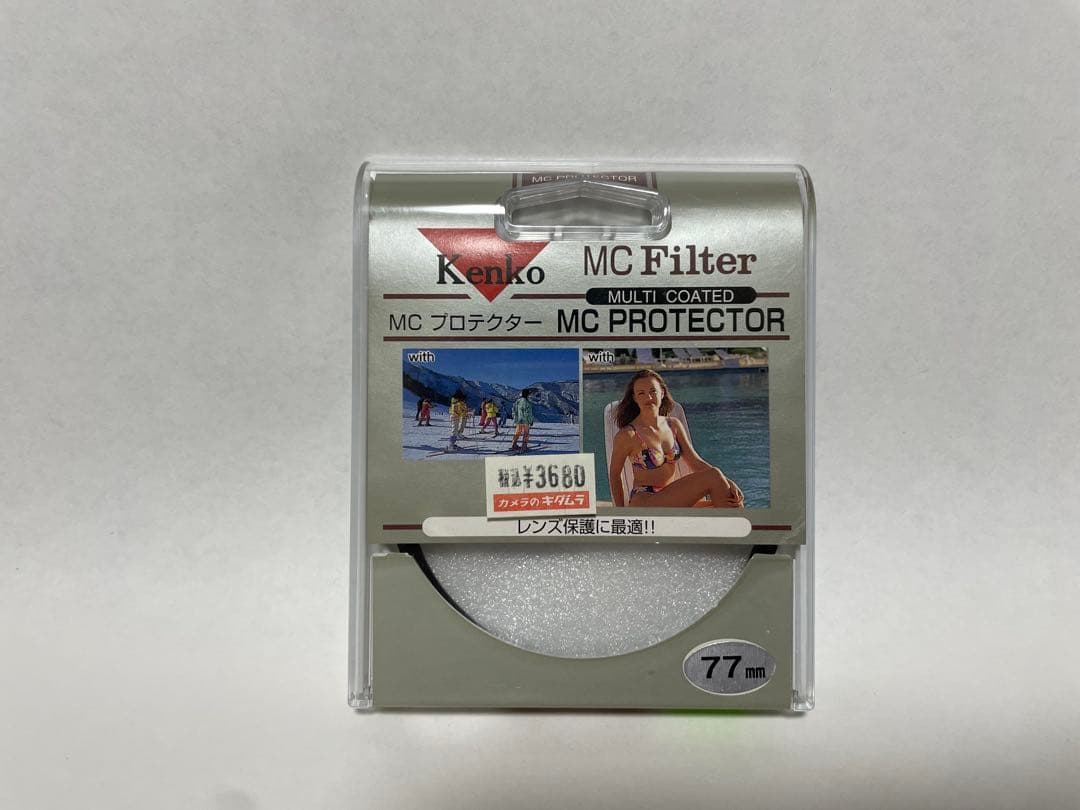 MC PROTECTOR
Kenko
MC Filter
MULTI COATED
MC プロテクター MC PROTECTOR
with
with
税込¥3680
カメラのキタムラ
レンズ保護に最適!!
77mm